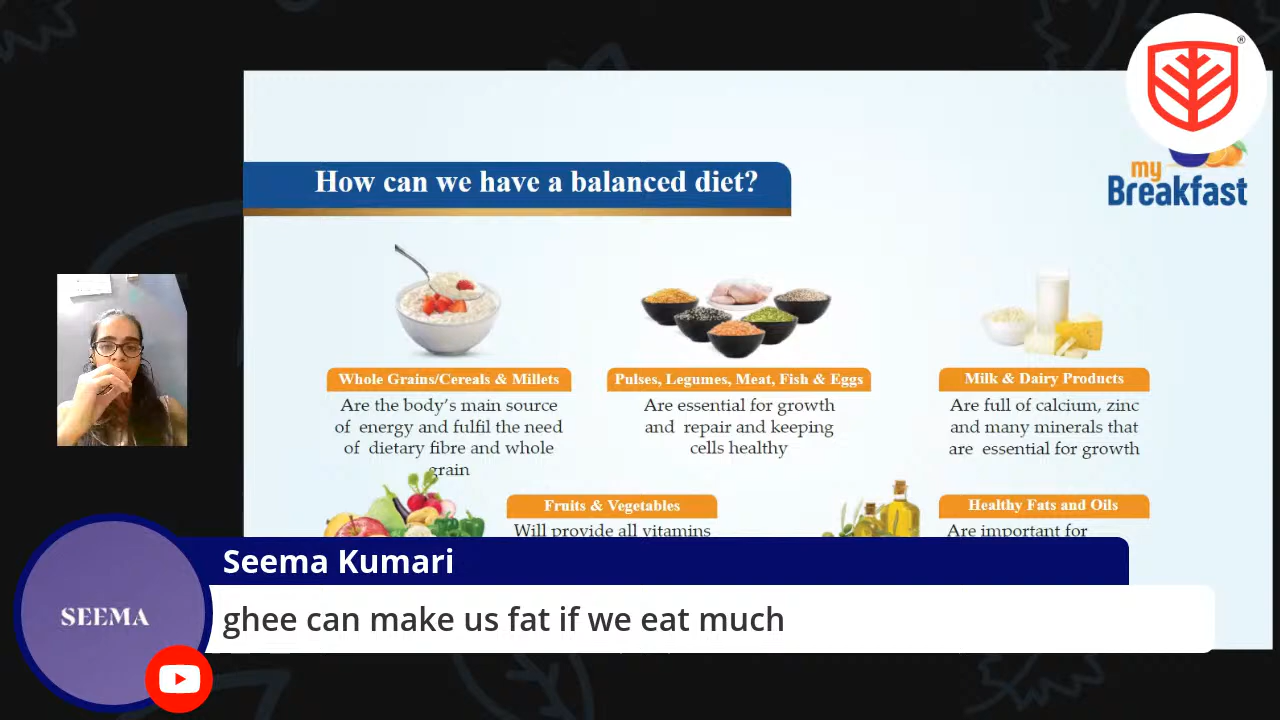 ®
my
Breakfast
How can we have a balanced diet?
Whole Grains/Cereals & Millets
Are the body's main source
of energy and fulfil the need
of dietary fibre and whole
grain
Pulses, Legumes, Meat, Fish & Eggs
Are essential for growth
and repair and keeping
cells healthy
Milk & Dairy Products
Are full of calcium, zinc
and many minerals that
are essential for growth
Fruits & Vegetables
Will provide all vitamins
Healthy Fats and Oils
Are important for
Seema Kumari
SEEMA
ghee can make us fat if we eat much